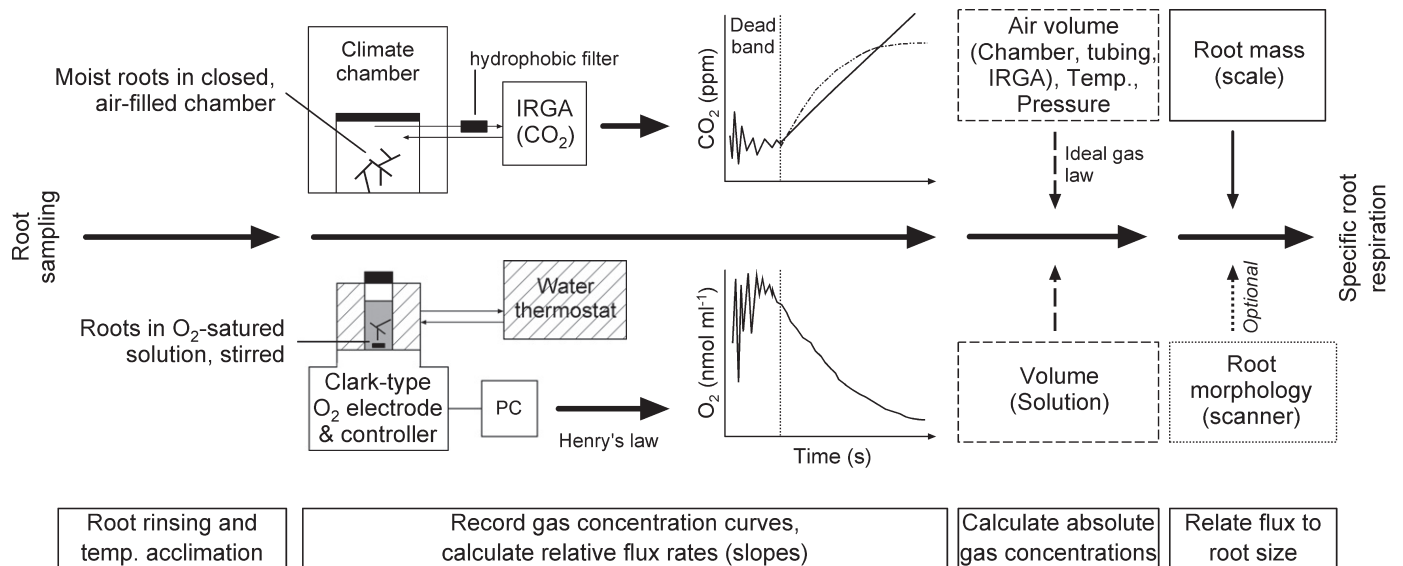 Root
sampling
Moist roots in closed,
air-filled chamber
Climate
chamber
hydrophobic filter
IRGA
(CO₂)
CO₂ (ppm)
Dead
band
Air volume
(Chamber, tubing,
IRGA), Temp.,
Pressure
Ideal gas
law
Root mass
(scale)
Specific root
respiration
Roots in O₂-satured
solution, stirred
Water
thermostat
Clark-type
O₂ electrode
& controller
PC
Henry's law
O₂ (nmol ml⁻¹)
Time (s)
Volume
(Solution)
Optional
Root
morphology
(scanner)
Root rinsing and
temp. acclimation
Record gas concentration curves,
calculate relative flux rates (slopes)
Calculate absolute
gas concentrations
Relate flux to
root size